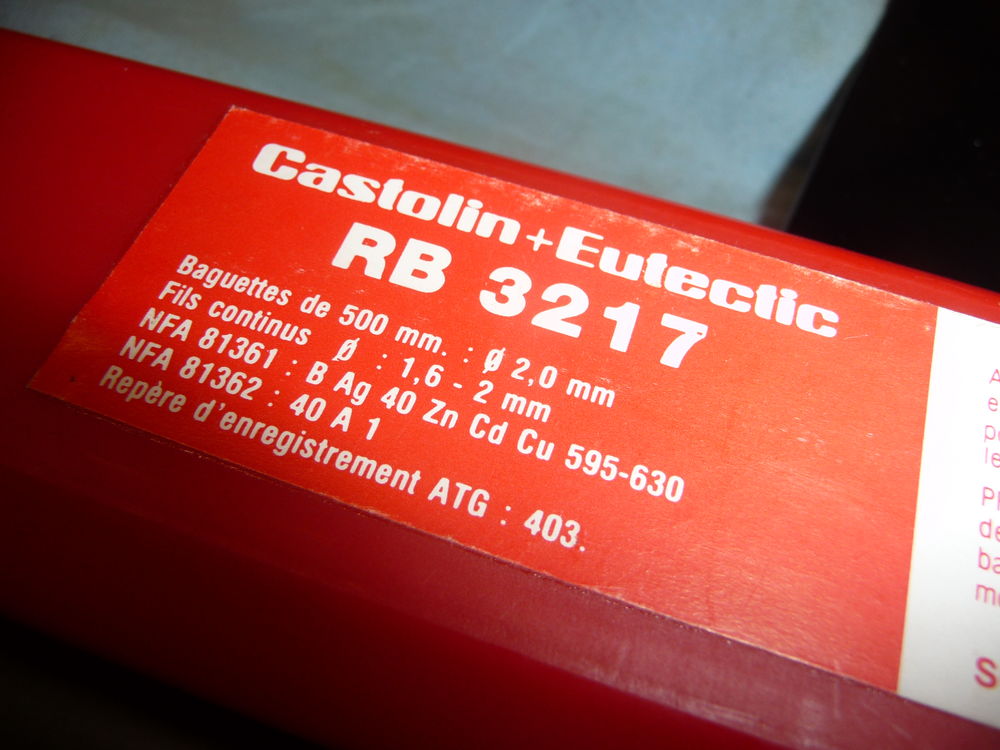 Castolin+Eutectic
RB 3217
Baguettes de 500 mm. : Ø 2,0 mm
Fils continus Ø : 1,6 - 2 mm
NFA 81361 : B Ag 40 Zn Cd Cu 595-630
NFA 81362 : 40 A 1
Repère d'enregistrement ATG : 403.